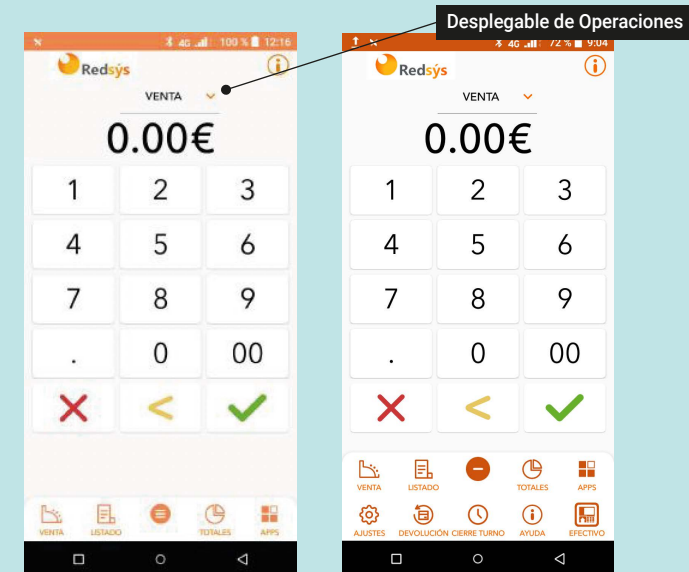 Desplegable de Operaciones
4G 100 % 12:16
Redsýs
VENTA
0.00€
1 2 3
4 5 6
7 8 9
. 0 00
<
VENTA LISTADO TOTALES APPS
4G 72 % 9:04
Redsýs
VENTA
0.00€
1 2 3
4 5 6
7 8 9
. 0 00
<
VENTA LISTADO TOTALES APPS
AJUSTES DEVOLUCIÓN CIERRE TURNO AYUDA EFECTIVO